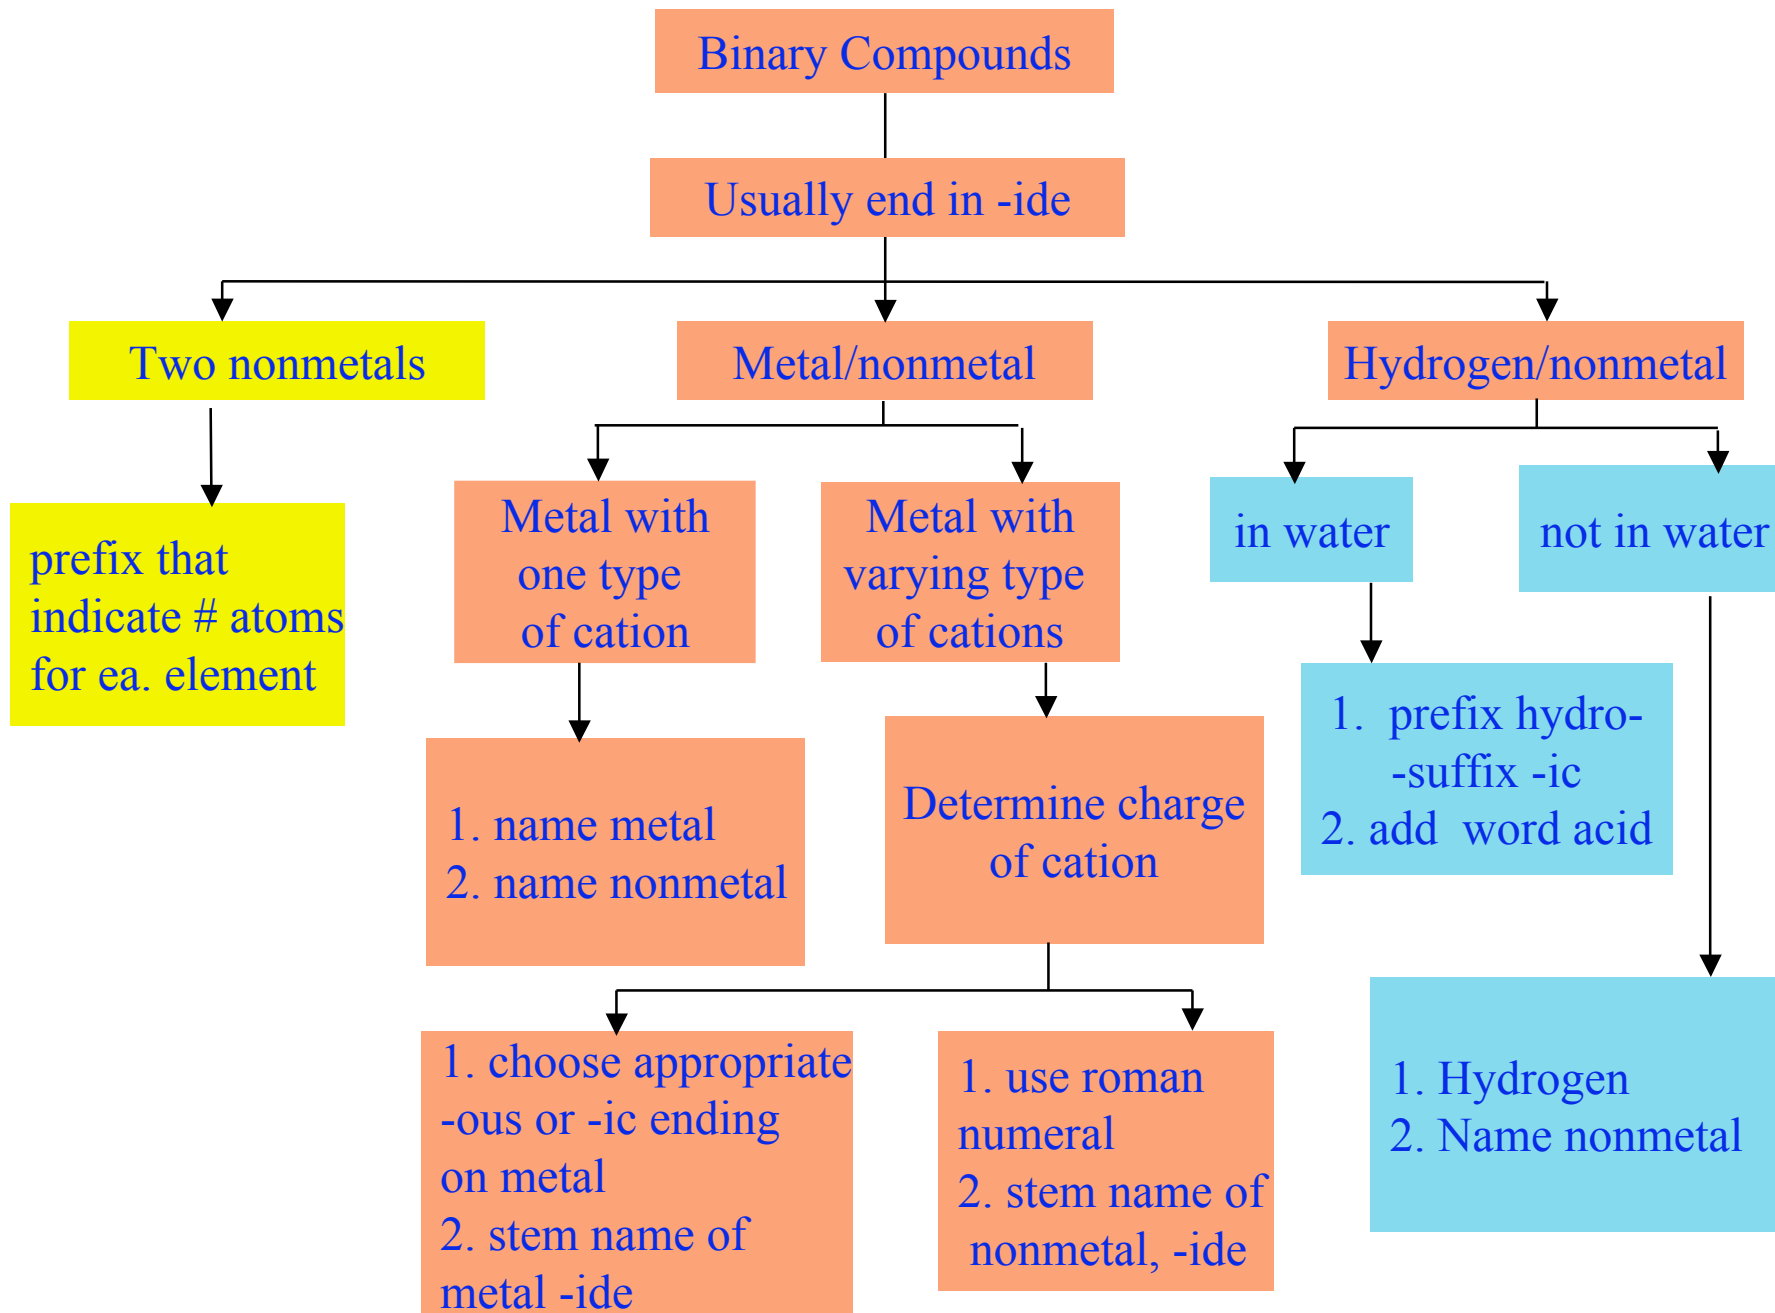 Binary Compounds
Usually end in -ide
Two nonmetals
Metal/nonmetal
Hydrogen/nonmetal
prefix that
indicate # atoms
for ea. element
Metal with
one type
of cation
Metal with
varying type
of cations
in water
not in water
1. name metal
2. name nonmetal
Determine charge
of cation
1. prefix hydro-
-suffix -ic
2. add word acid
1. choose appropriate
-ous or -ic ending
on metal
2. stem name of
metal -ide
1. use roman
numeral
2. stem name of
nonmetal, -ide
1. Hydrogen
2. Name nonmetal